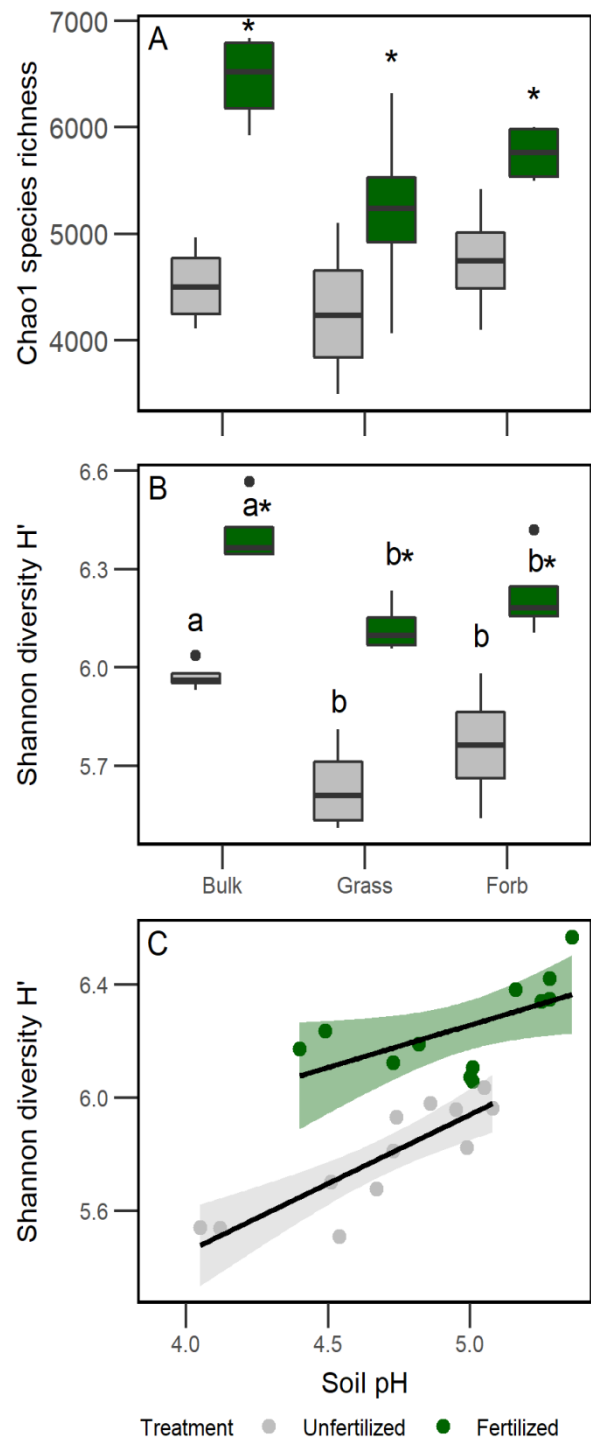 A
Chao1 species richness
7000
6000
5000
4000
*
*
*
B
Shannon diversity H'
6.6
6.3
6.0
5.7
a
a*
b
b*
b
b*
Bulk Grass Forb
C
Shannon diversity H'
6.4
6.0
5.6
4.0 4.5 5.0
Soil pH
Treatment Unfertilized Fertilized